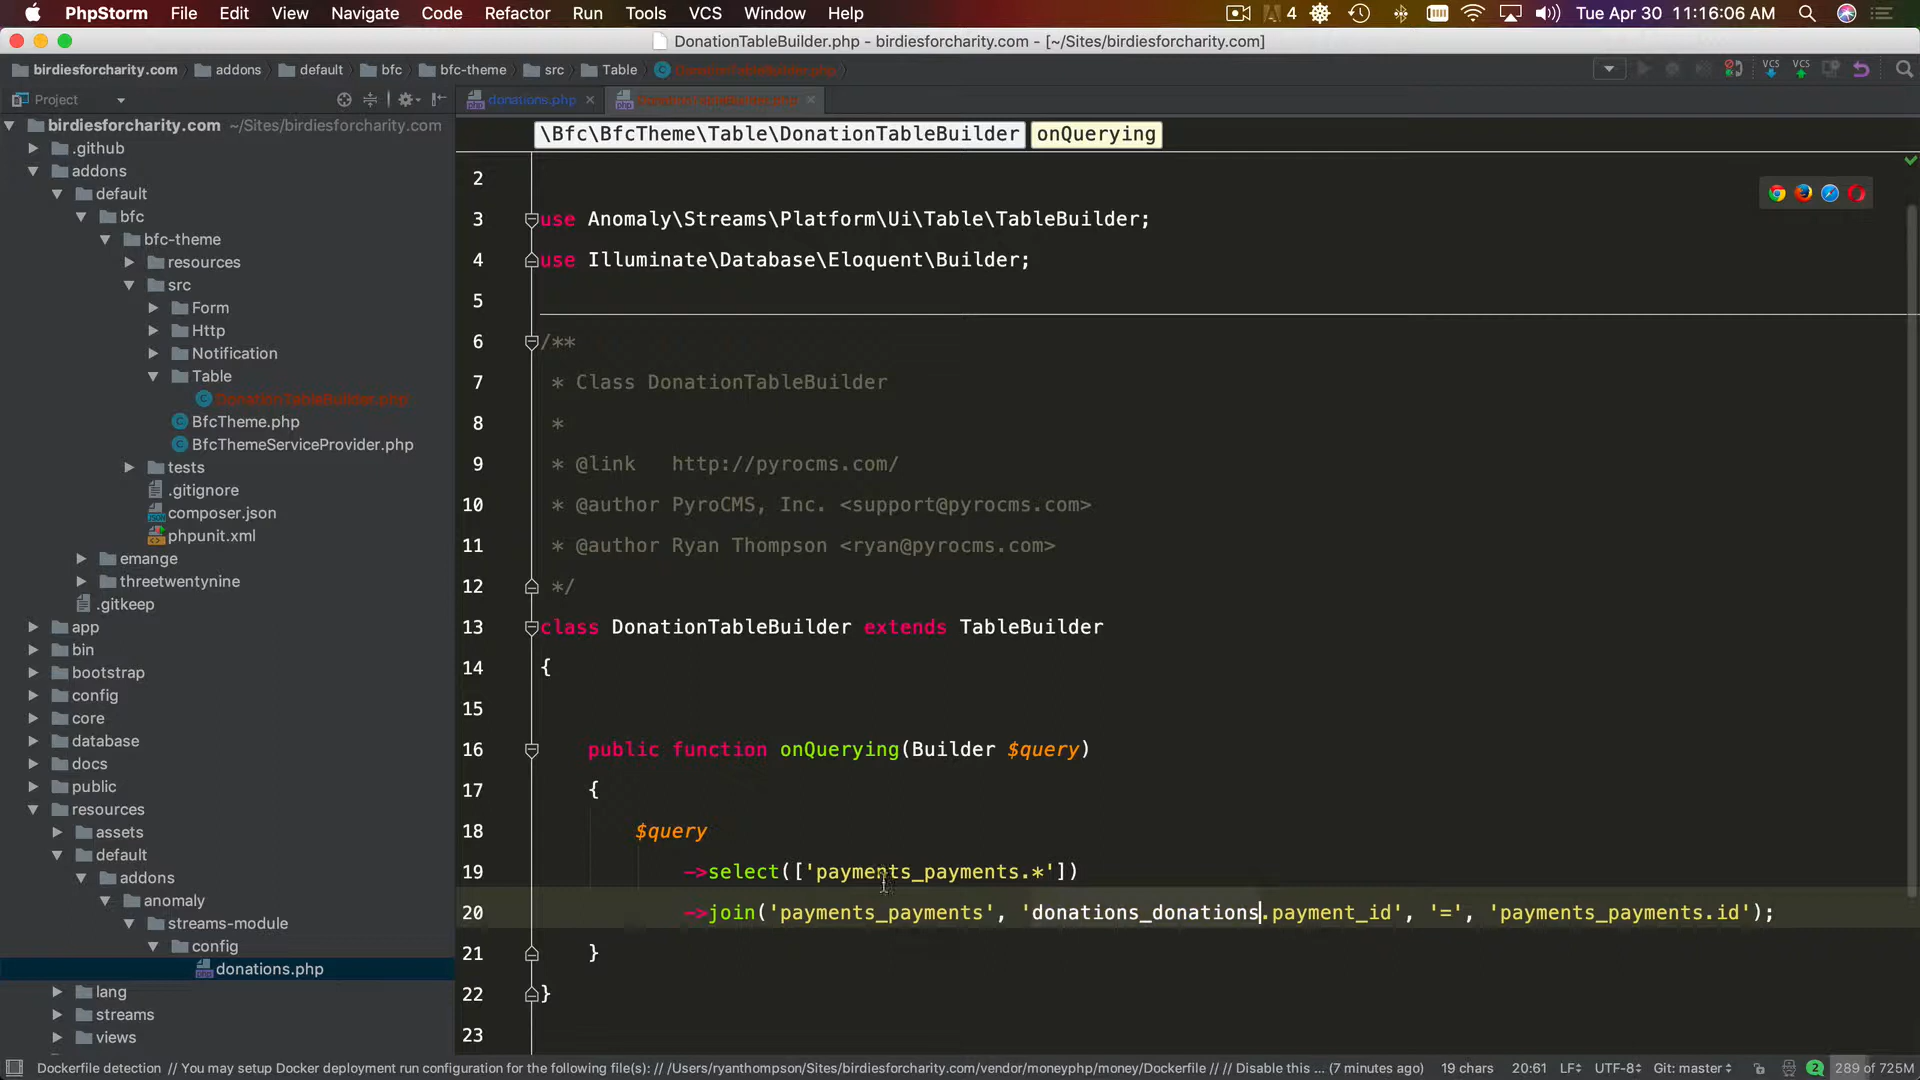 PhpStorm File Edit View Navigate Code Refactor Run Tools VCS Window Help 4 Tue Apr 30 11:16:06 AM
DonationTableBuilder.php - birdiesforcharity.com - [~/Sites/birdiesforcharity.com]
birdiesforcharity.com addons default bfc bfc-theme src Table DonationTableBuilder.php VCS VCS
Project donations.php DonationTableBuilder.php
\Bfc\BfcTheme\Table\DonationTableBuilder onQuerying
birdiesforcharity.com ~/Sites/birdiesforcharity.com
.github
addons
default
bfc
bfc-theme
resources
src
Form
Http
Notification
Table
DonationTableBuilder.php
BfcTheme.php
BfcThemeServiceProvider.php
tests
.gitignore
composer.json
phpunit.xml
emange
threetwentynine
.gitkeep
app
bin
bootstrap
config
core
database
docs
public
resources
assets
default
addons
anomaly
streams-module
config
donations.php
lang
streams
views
2
3 use Anomaly\Streams\Platform\Ui\Table\TableBuilder;
4 use Illuminate\Database\Eloquent\Builder;
5
6 /**
7 * Class DonationTableBuilder
8 *
9 * @link http://pyrocms.com/
10 * @author PyroCMS, Inc. <support@pyrocms.com>
11 * @author Ryan Thompson <ryan@pyrocms.com>
12 */
13 class DonationTableBuilder extends TableBuilder
14 {
15
16 public function onQuerying(Builder $query)
17 {
18 $query
19 ->select(['payments_payments.*'])
20 ->join('payments_payments', 'donations_donations.payment_id', '=', 'payments_payments.id');
21 }
22 }
23
Dockerfile detection // You may setup Docker deployment run configuration for the following file(s): // /Users/ryanthompson/Sites/birdiesforcharity.com/vendor/moneyphp/money/Dockerfile // // Disable this ... (7 minutes ago) 19 chars 20:61 LF UTF-8 Git: master 2 289 of 725M